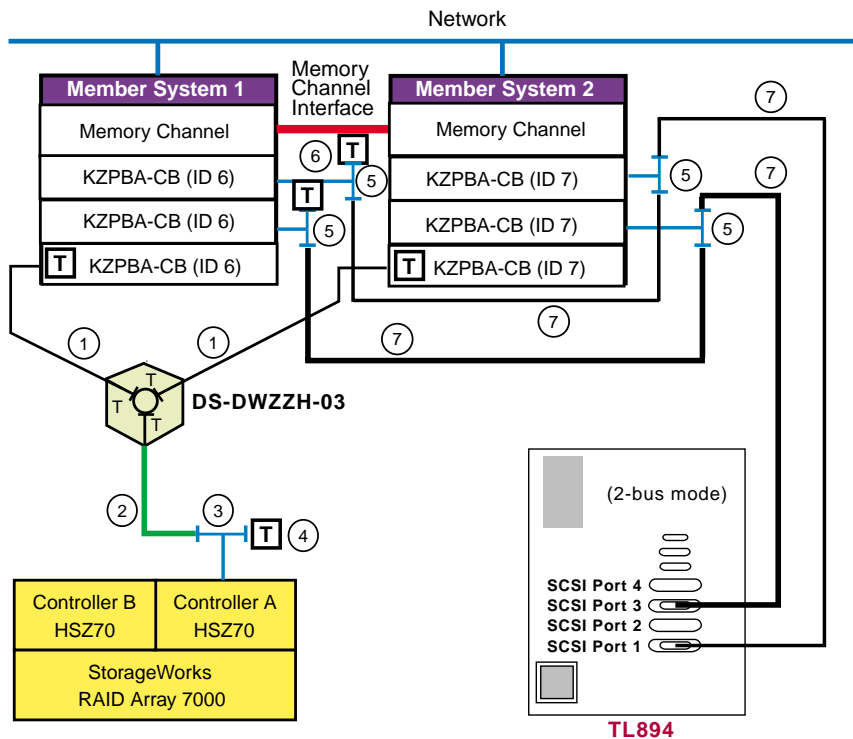 Network
Member System 1
Memory
Channel
Interface
Member System 2
7
Memory Channel
Memory Channel
T
6
KZPBA-CB (ID 6)
5
KZPBA-CB (ID 7)
5
7
T
KZPBA-CB (ID 6)
5
KZPBA-CB (ID 7)
5
T
KZPBA-CB (ID 6)
T
KZPBA-CB (ID 7)
7
1
1
7
T
T
T
DS-DWZZH-03
2
3
T
4
(2-bus mode)
SCSI Port 4
SCSI Port 3
SCSI Port 2
SCSI Port 1
Controller B
HSZ70
Controller A
HSZ70
StorageWorks
RAID Array 7000
TL894